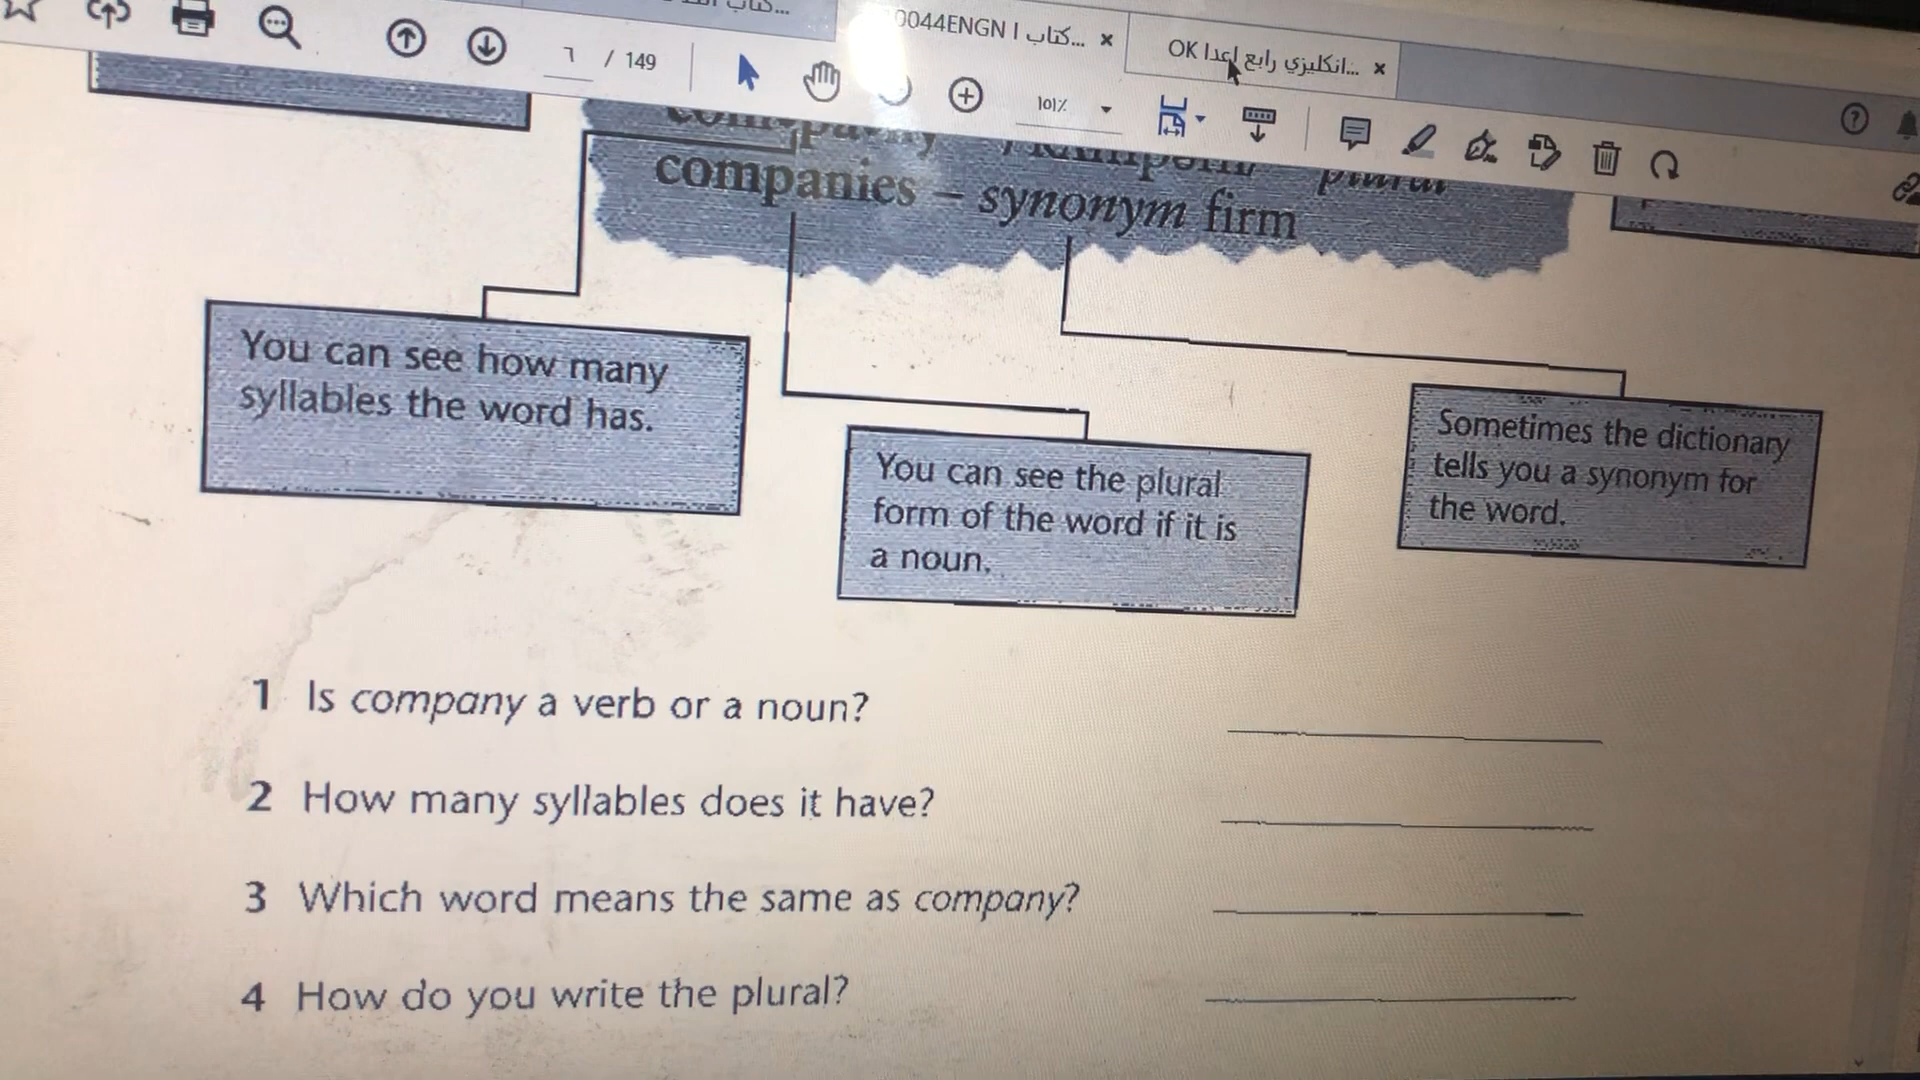 كتاب ا...
0044ENGN كتاب ا...
OK انكليزي رابع اعدا...
٦ / 149
101%
companies – synonym firm
You can see how many
syllables the word has.
You can see the plural
form of the word if it is
a noun.
Sometimes the dictionary
tells you a synonym for
the word.
1 Is company a verb or a noun?
2 How many syllables does it have?
3 Which word means the same as company?
4 How do you write the plural?